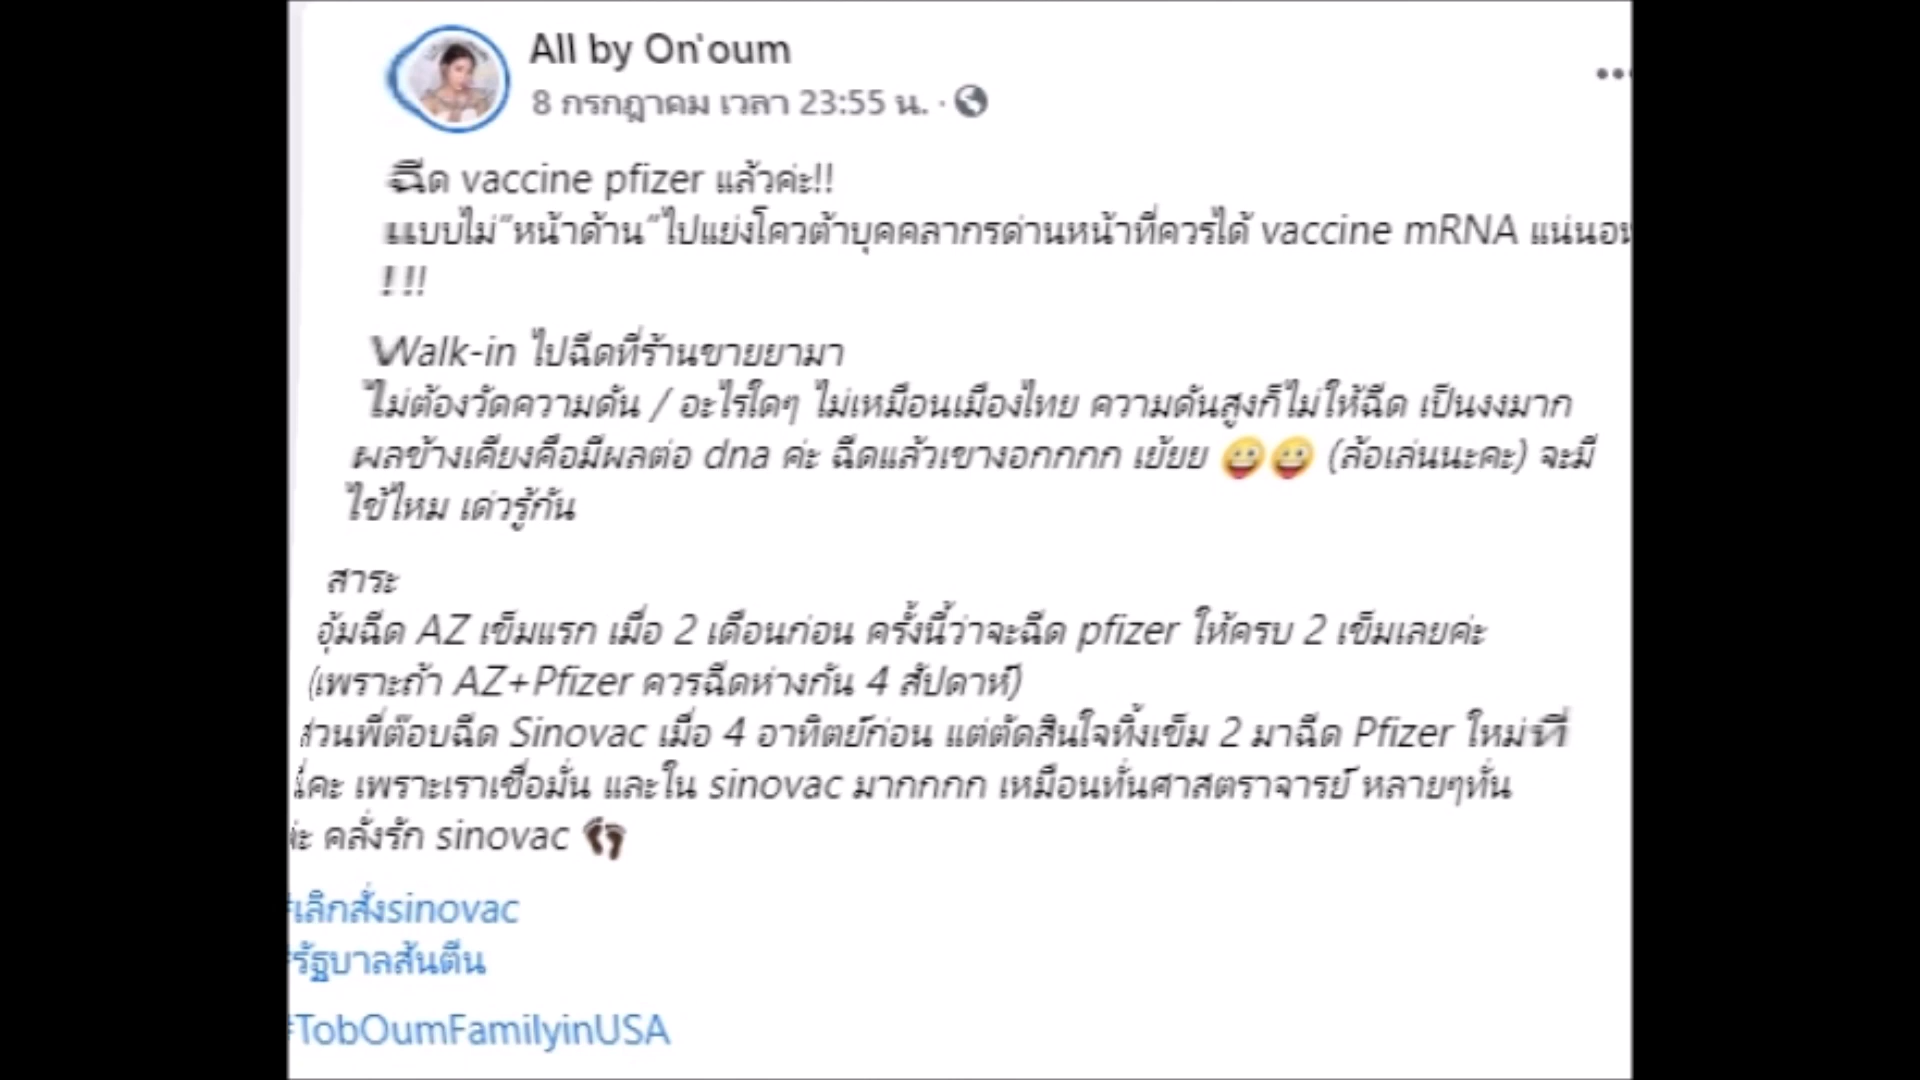 All by On'oum
8 กรกฎาคม เวลา 23:55 น. ·
ฉีด vaccine pfizer แล้วค่ะ!!
แบบไม่"หน้าด้าน"ไปแย่งโควต้าบุคคลากรด่านหน้าที่ควรได้ vaccine mRNA แน่นอน
! !!
Walk-in ไปฉีดที่ร้านขายยามา
ไม่ต้องวัดความดัน / อะไรใดๆ ไม่เหมือนเมืองไทย ความดันสูงก็ไม่ให้ฉีด เป็นงงมาก
ผลข้างเคียงคือมีผลต่อ dna ค่ะ ฉีดแล้วเขางอกกกก เย้ยย 🤪🤪 (ล้อเล่นนะคะ) จะมี
ไข้ไหม เด่วรู้กัน
สาระ
อุ้มฉีด AZ เข็มแรก เมื่อ 2 เดือนก่อน ครั้งนี้ว่าจะฉีด pfizer ให้ครบ 2 เข็มเลยค่ะ
(เพราะถ้า AZ+Pfizer ควรฉีดห่างกัน 4 สัปดาห์)
ส่วนพี่ต๊อบฉีด Sinovac เมื่อ 4 อาทิตย์ก่อน แต่ตัดสินใจทิ้งเข็ม 2 มาฉีด Pfizer ใหม่ที่
นี่คะ เพราะเราเชื่อมั่น และใน sinovac มากกกก เหมือนทั่นศาสตราจารย์ หลายๆทั่น
ค่ะ คลั่งรัก sinovac 👣
#เลิกสั่งsinovac
#รัฐบาลส้นตีน
#TobOumFamilyinUSA